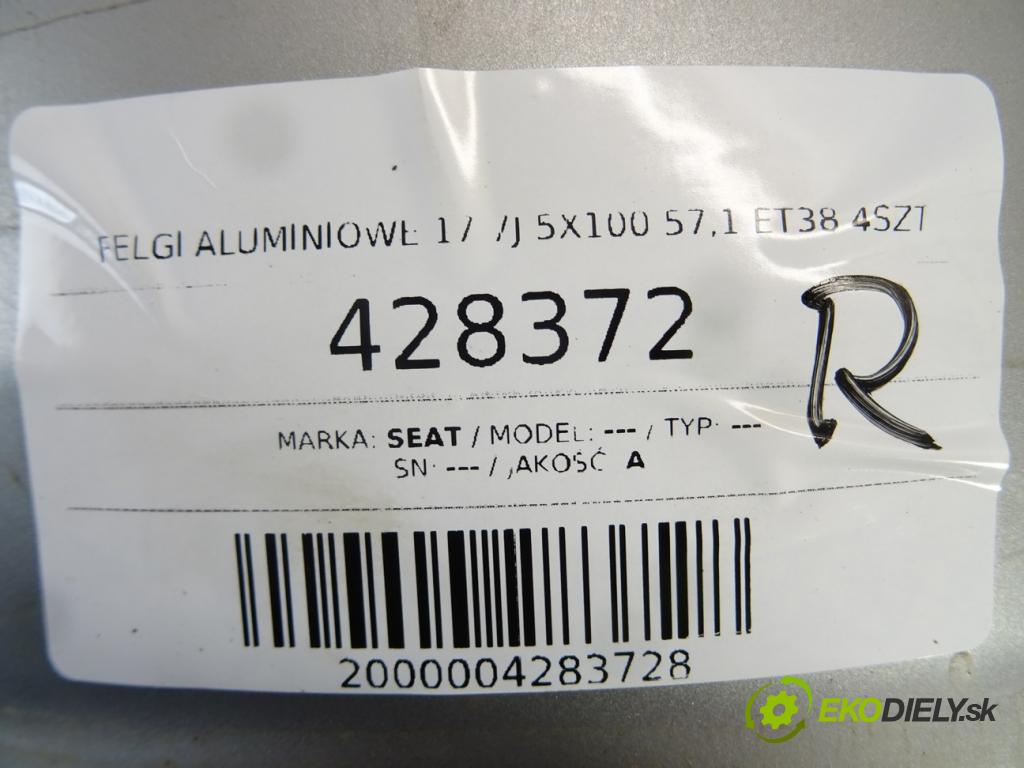 FELGI ALUMINIOWE 17 7J 5X100 57,1 ET38 4SZT
428372
R
MARKA: SEAT / MODEL: --- / TYP: ---
SN: --- / JAKOŚĆ A
2000004283728
EKODIELY.sk